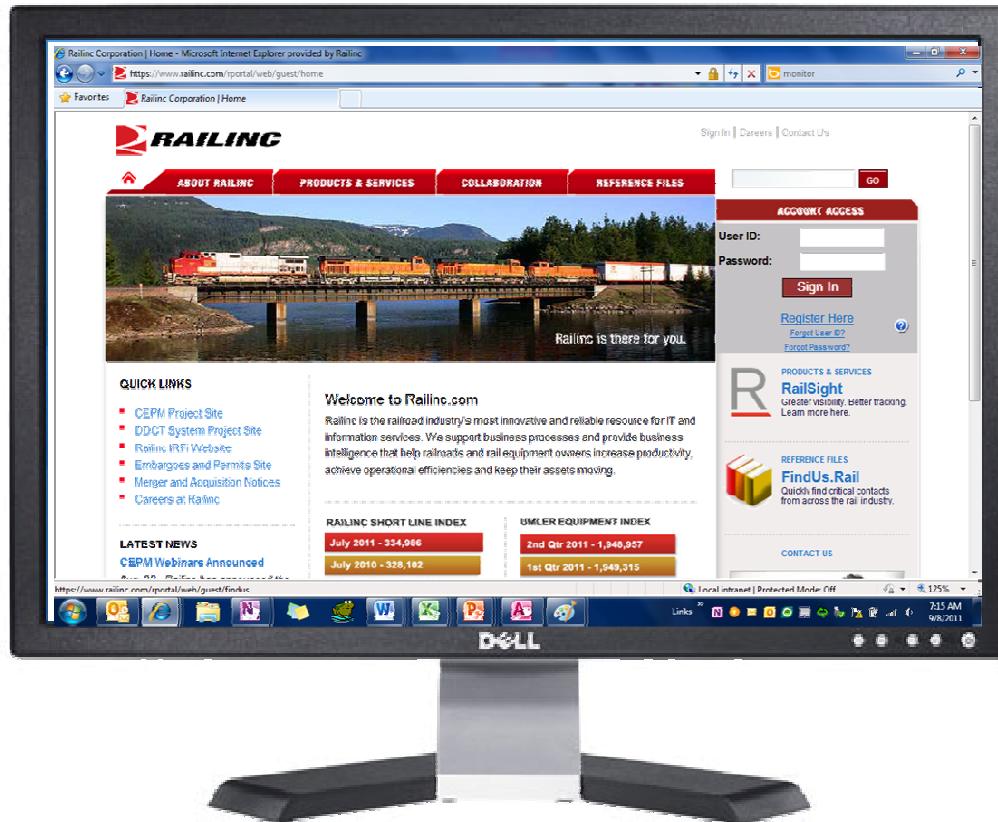 Railinc Corporation | Home - Microsoft Internet Explorer provided by Railinc
https://www.railinc.com/rportal/web/guest/home
monitor
Favorites
Railinc Corporation | Home
RAILINC
Sign In | Careers | Contact Us
ABOUT RAILINC
PRODUCTS & SERVICES
COLLABORATION
REFERENCE FILES
GO
Railinc is there for you.
ACCOUNT ACCESS
User ID:
Password:
Sign In
Register Here
Forgot User ID?
Forgot Password?
QUICK LINKS
CEPM Project Site
DDCT System Project Site
Railinc IRFi Website
Embargoes and Permits Site
Merger and Acquisition Notices
Careers at Railinc
LATEST NEWS
CEPM Webinars Announced
Welcome to Railinc.com
Railinc is the railroad industry's most innovative and reliable resource for IT and
information services. We support business processes and provide business
intelligence that help railroads and rail equipment owners increase productivity,
achieve operational efficiencies and keep their assets moving.
RAILINC SHORT LINE INDEX
July 2011 - 334,986
July 2010 - 328,102
UMLER EQUIPMENT INDEX
2nd Qtr 2011 - 1,948,957
1st Qtr 2011 - 1,949,315
R
PRODUCTS & SERVICES
RailSight
Greater visibility. Better tracking.
Learn more here.
REFERENCE FILES
FindUs.Rail
Quickly find critical contacts
from across the rail industry.
CONTACT US
https://www.railinc.com/rportal/web/guest/findus
Local intranet | Protected Mode: Off
125%
Links
7:15 AM
9/8/2011
DELL